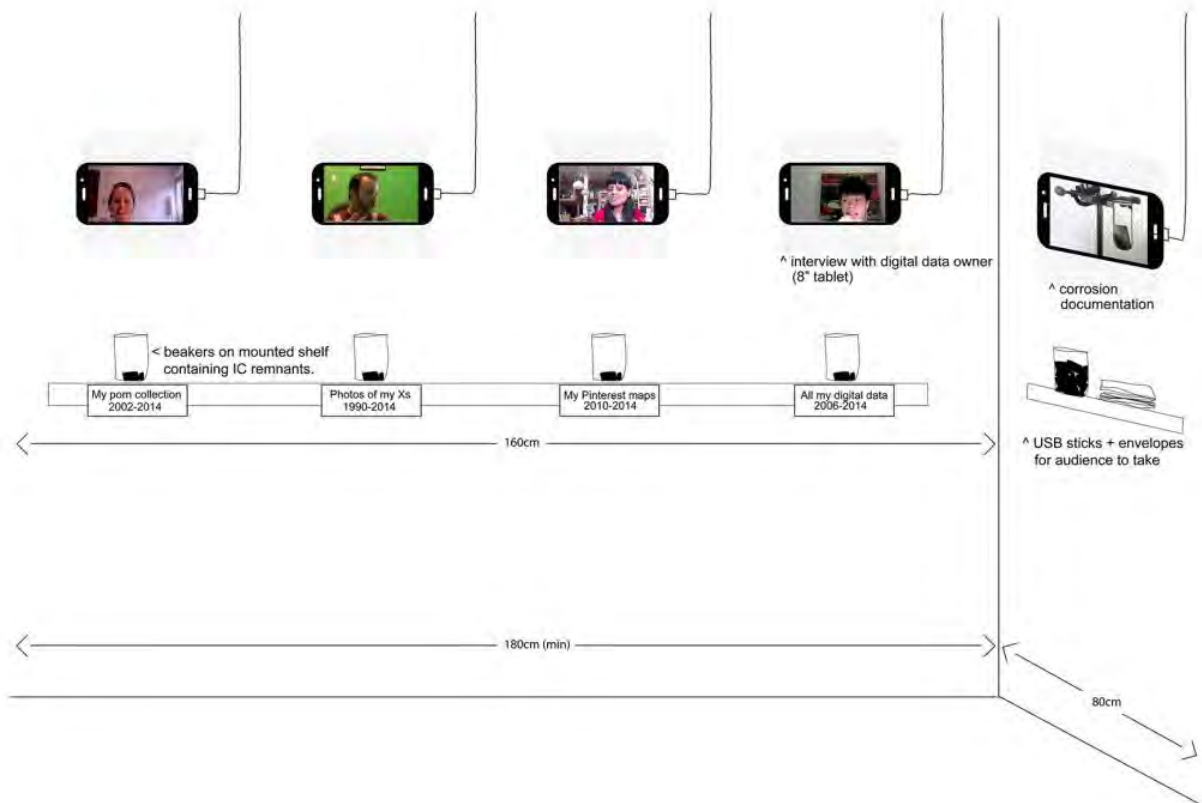 ^ interview with digital data owner
(8" tablet)
^ corrosion
documentation
< beakers on mounted shelf
containing IC remnants.
My porn collection
2002-2014
Photos of my Xs
1990-2014
My Pinterest maps
2010-2014
All my digital data
2006-2014
^ USB sticks + envelopes
for audience to take
160cm
180cm (min)
80cm